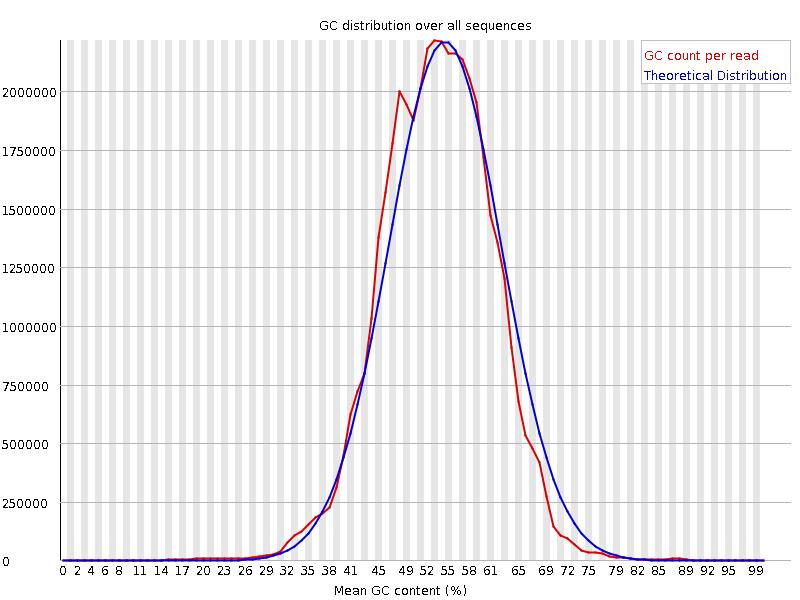 GC distribution over all sequences
GC count per read
Theoretical Distribution
2000000
1750000
1500000
1250000
1000000
750000
500000
250000
0
0 2 4 6 8 11 14 17 20 23 26 29 32 35 38 41 45 49 52 55 58 61 65 69 72 75 79 82 85 89 92 95 99
Mean GC content (%)